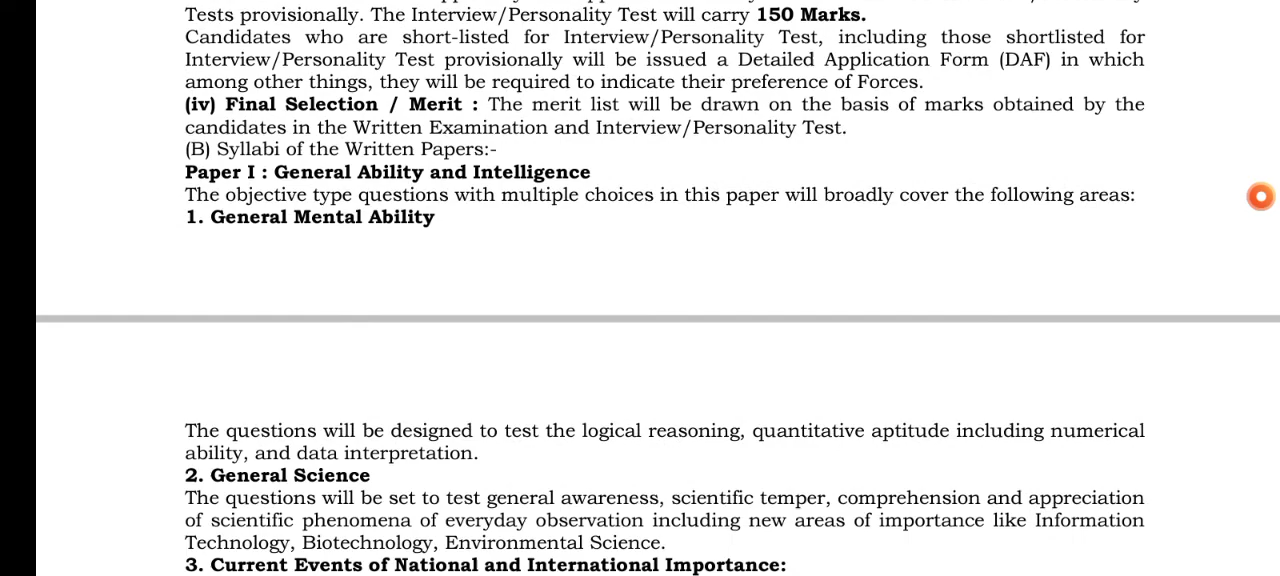 Tests provisionally. The Interview/Personality Test will carry 150 Marks.
Candidates who are short-listed for Interview/Personality Test, including those shortlisted for
Interview/Personality Test provisionally will be issued a Detailed Application Form (DAF) in which
among other things, they will be required to indicate their preference of Forces.
(iv) Final Selection / Merit : The merit list will be drawn on the basis of marks obtained by the
candidates in the Written Examination and Interview/Personality Test.
(B) Syllabi of the Written Papers:-
Paper I : General Ability and Intelligence
The objective type questions with multiple choices in this paper will broadly cover the following areas:
1. General Mental Ability
The questions will be designed to test the logical reasoning, quantitative aptitude including numerical
ability, and data interpretation.
2. General Science
The questions will be set to test general awareness, scientific temper, comprehension and appreciation
of scientific phenomena of everyday observation including new areas of importance like Information
Technology, Biotechnology, Environmental Science.
3. Current Events of National and International Importance: